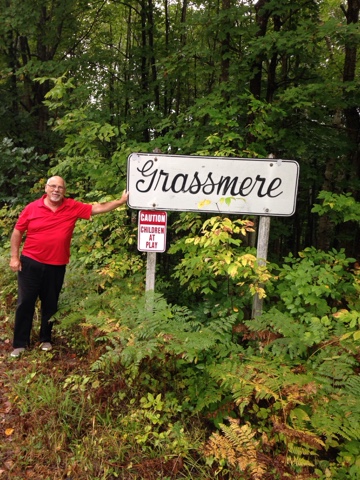 Grassmere
CAUTION
CHILDREN
AT
PLAY